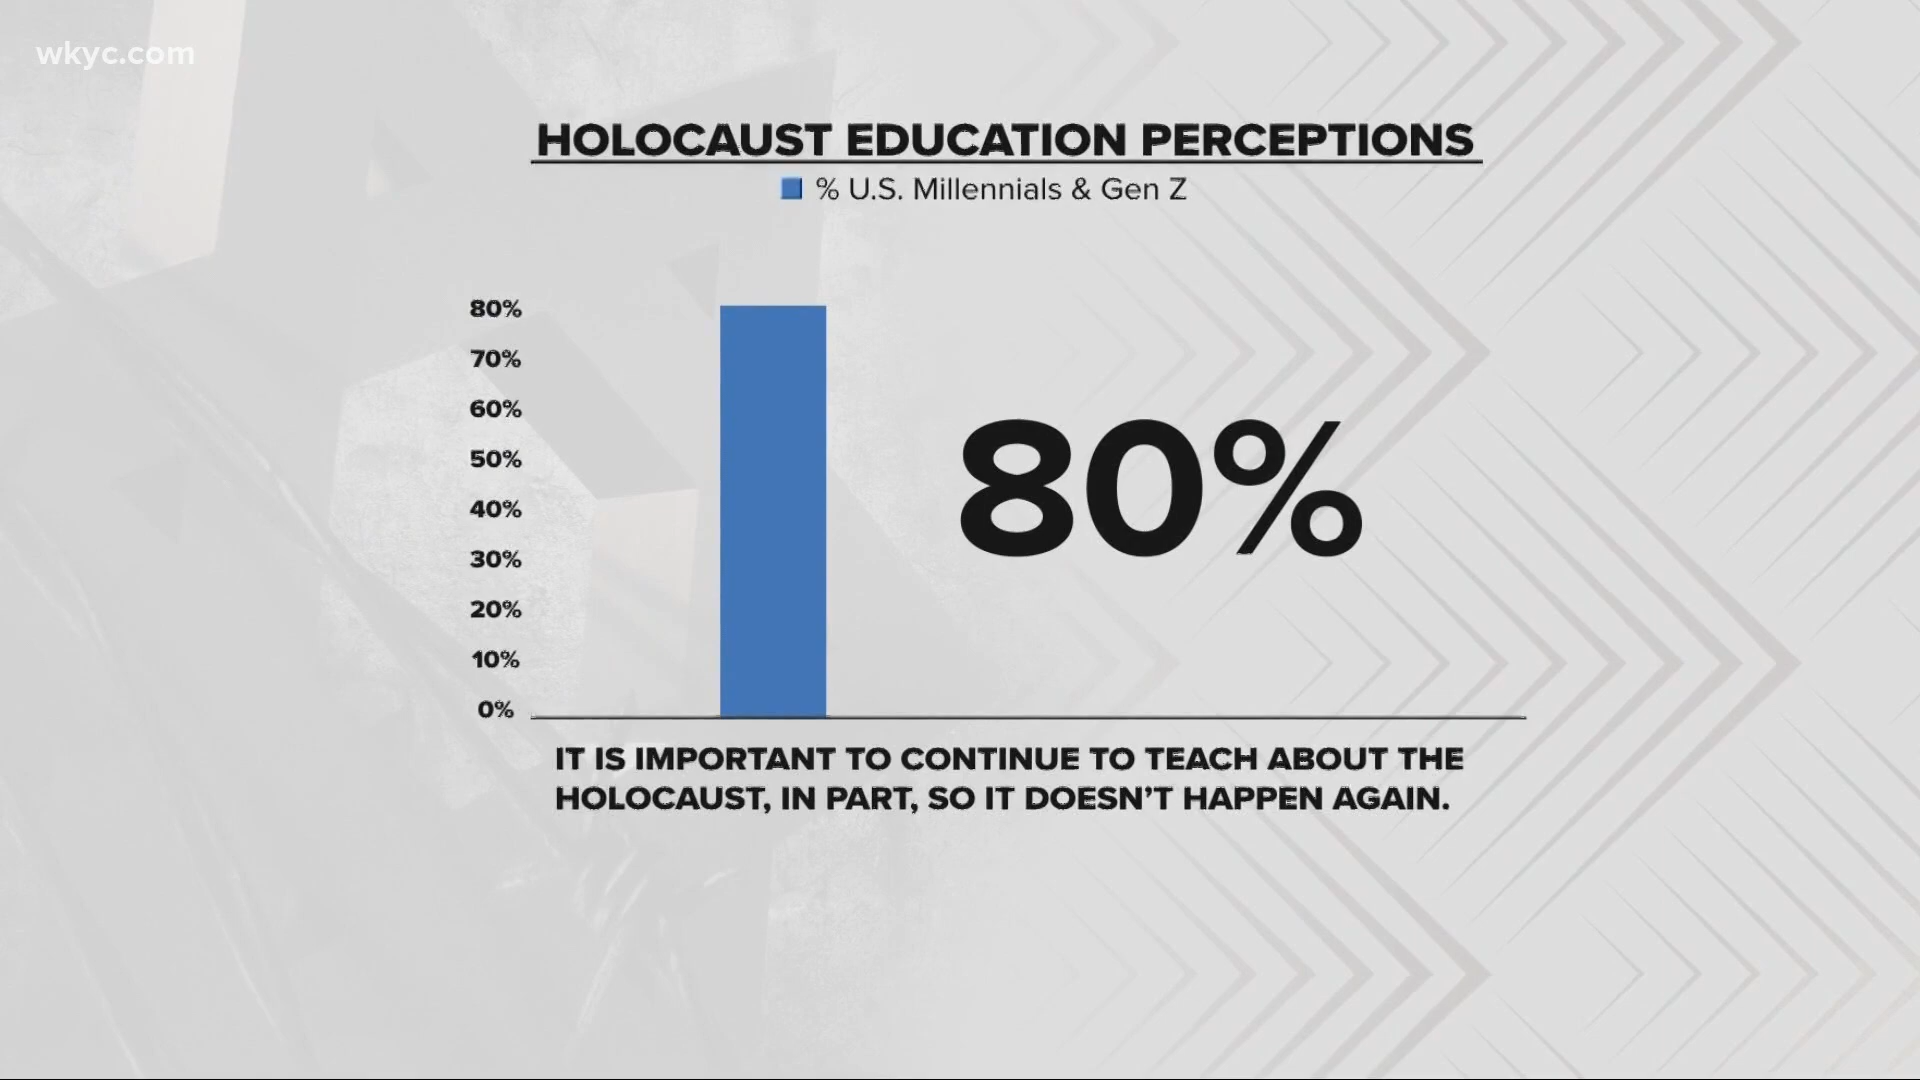 wkyc.com
HOLOCAUST EDUCATION PERCEPTIONS
% U.S. Millennials & Gen Z
80%
70%
60%
50%
40%
30%
20%
10%
0%
80%
IT IS IMPORTANT TO CONTINUE TO TEACH ABOUT THE
HOLOCAUST, IN PART, SO IT DOESN'T HAPPEN AGAIN.